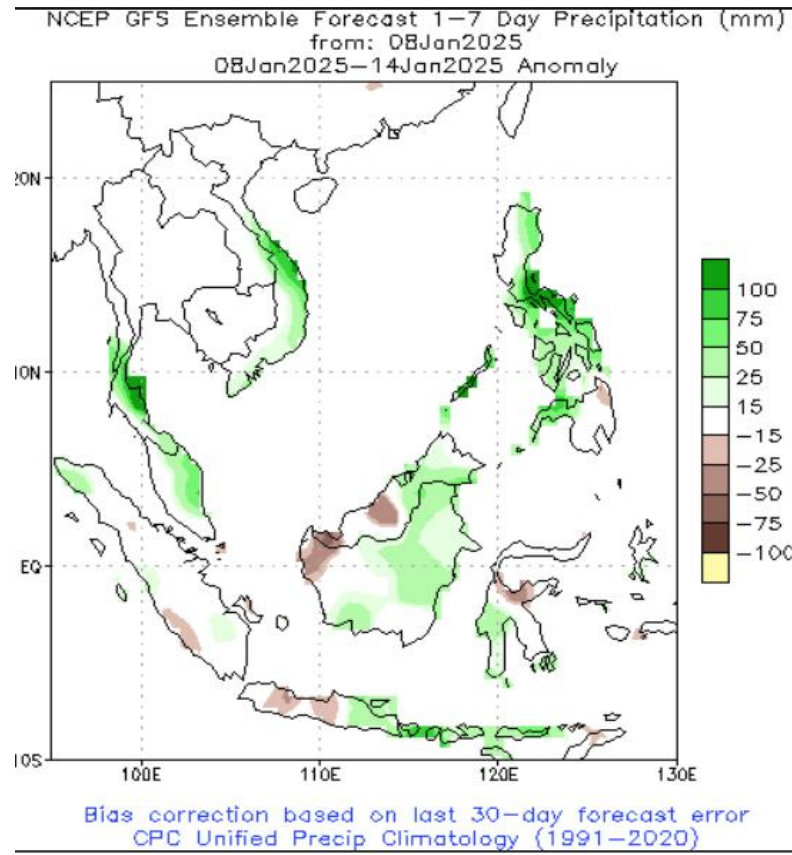 NCEP GFS Ensemble Forecast 1-7 Day Precipitation (mm)
from: 08Jan2025
08Jan2025-14Jan2025 Anomaly
20N
10N
EQ
10S
100E
110E
120E
130E
100
75
50
25
15
-15
-25
-50
-75
-100
Bias correction based on last 30-day forecast error
CPC Unified Precip Climatology (1991-2020)